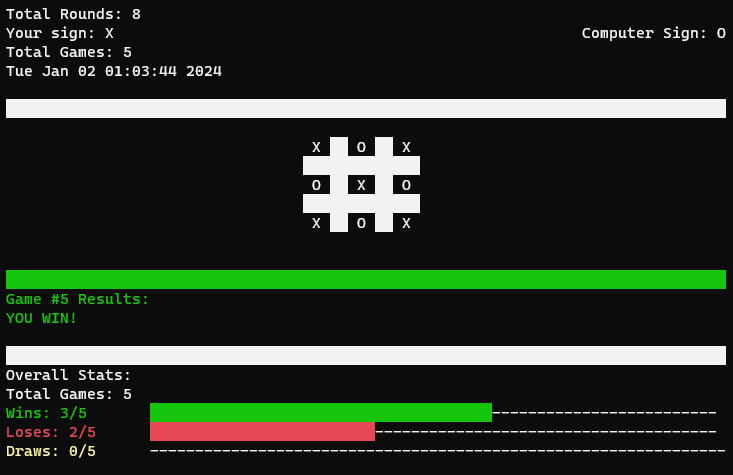 Total Rounds: 8
Your sign: X Computer Sign: O
Total Games: 5
Tue Jan 02 01:03:44 2024
X O X
O X O
X O X
Game #5 Results:
YOU WIN!
Overall Stats:
Total Games: 5
Wins: 3/5
Loses: 2/5
Draws: 0/5